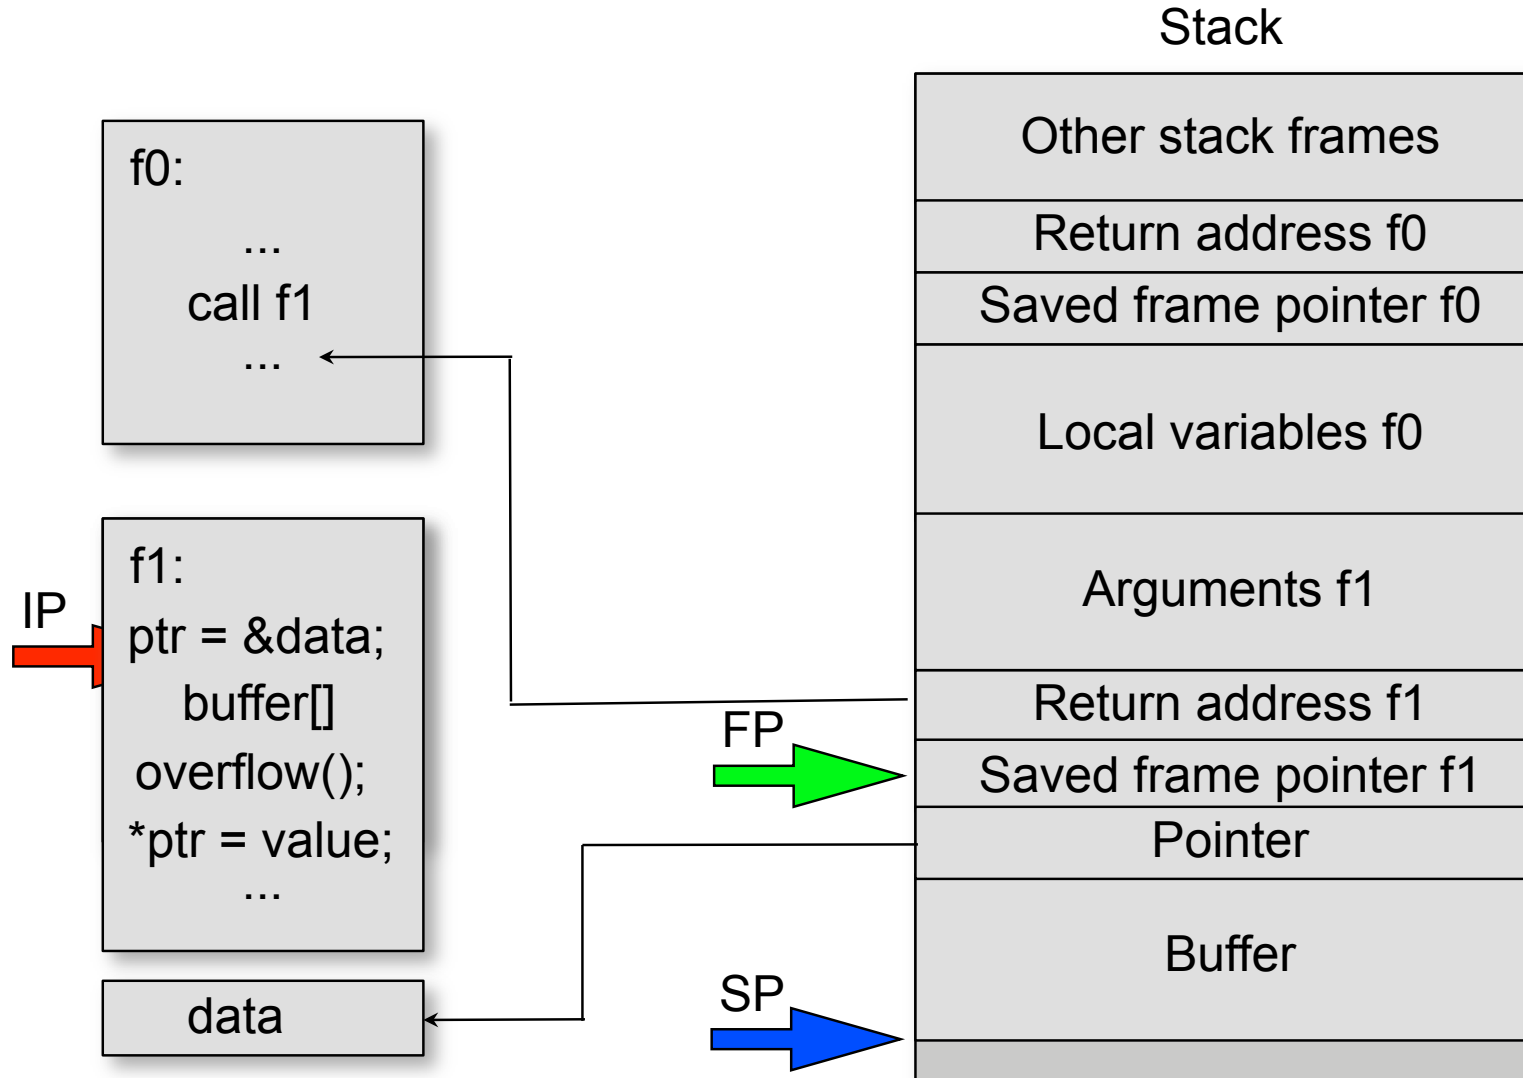 Stack
f0:
...
call f1
...
IP
f1:
ptr = &data;
buffer[]
overflow();
*ptr = value;
...
data
FP
SP
Other stack frames
Return address f0
Saved frame pointer f0
Local variables f0
Arguments f1
Return address f1
Saved frame pointer f1
Pointer
Buffer